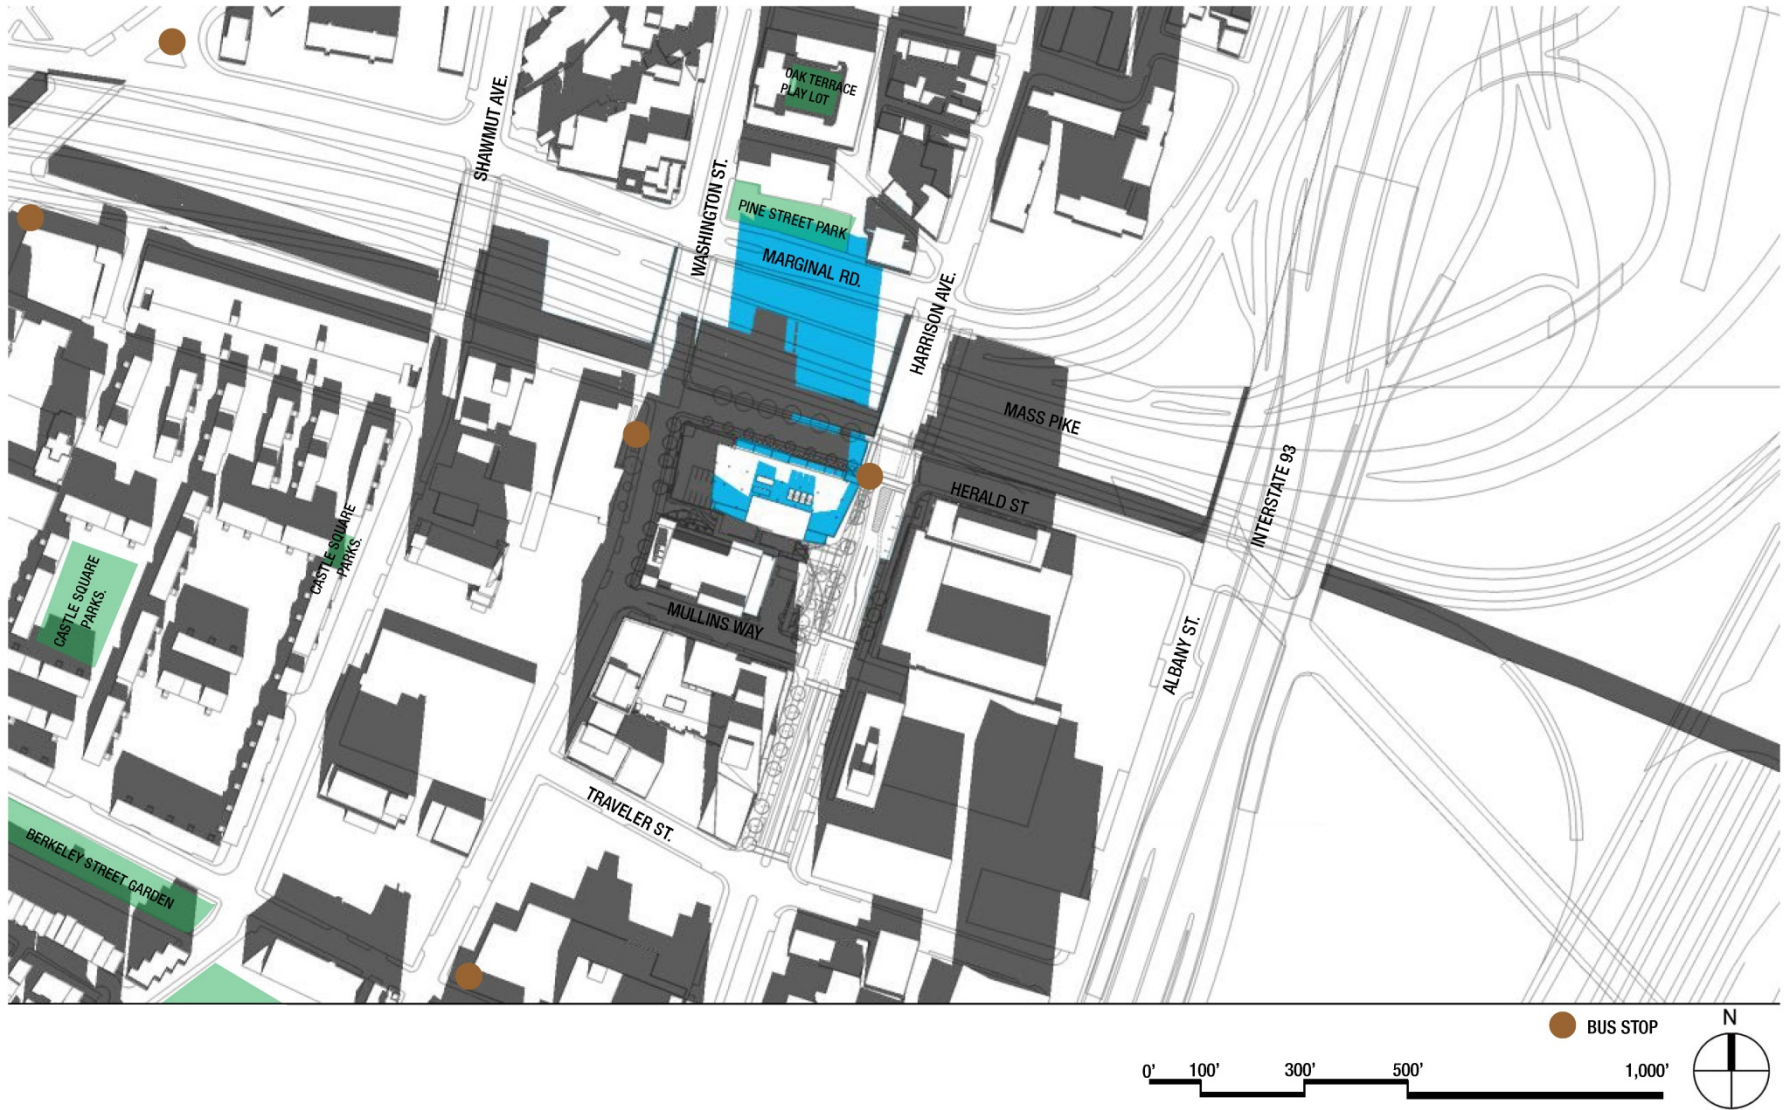 OAK TERRACE
PLAY LOT
SHAWMUT AVE.
WASHINGTON ST.
PINE STREET PARK
MARGINAL RD.
HARRISON AVE.
MASS PIKE
INTERSTATE 93
HERALD ST
CASTLE SQUARE
PARKS.
CASTLE SQUARE
PARKS.
MULLINS WAY
ALBANY ST.
TRAVELER ST.
BERKELEY STREET GARDEN
BUS STOP
N
0' 100' 300' 500' 1,000'